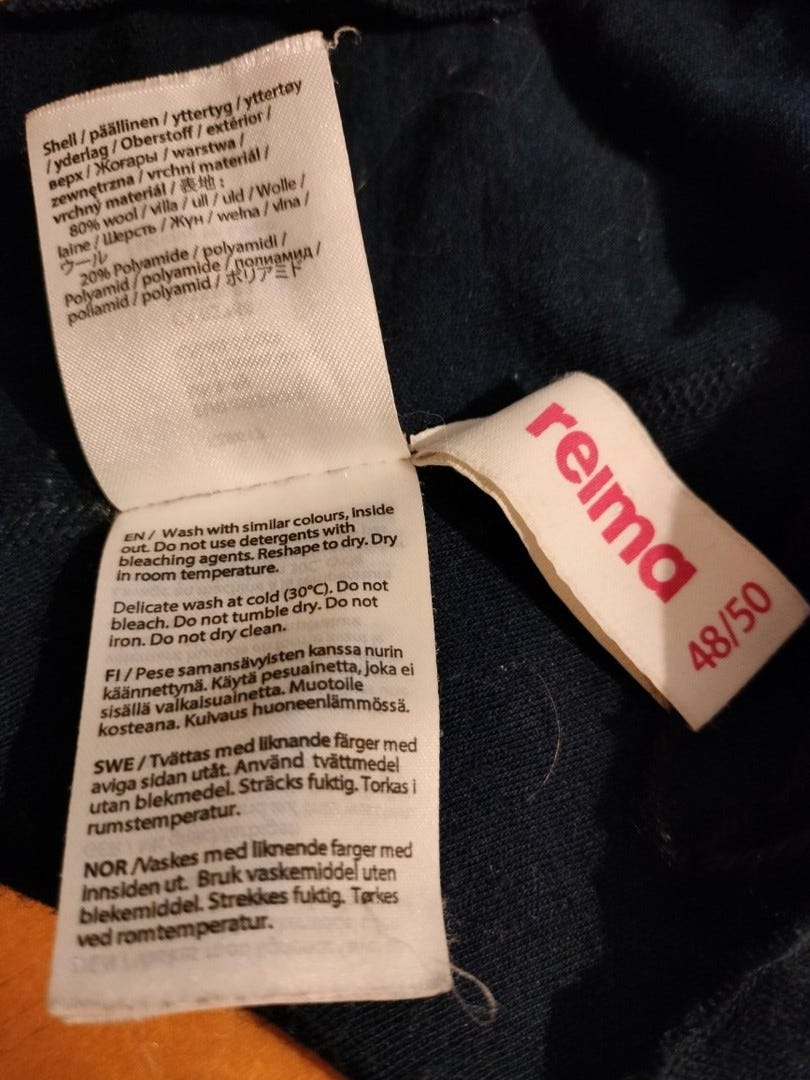 Shell / päällinen / yttertyg / yttertøy
/ yderlag / Oberstoff / extérior /
верх / Жоғары / warstwa /
zewnętrzna / vrchní materiál /
vrchný materiál / 表地 :
80% wool / villa / ull / uld / Wolle /
laine / Шерсть / Жүн / wełna / vlna /
ウール
20% Polyamide / polyamidi /
Polyamid / polyamide / полиамид /
poliamid / polyamid / ポリアミド
reima
48/50
EN / Wash with similar colours, inside
out. Do not use detergents with
bleaching agents. Reshape to dry. Dry
in room temperature.
Delicate wash at cold (30°C). Do not
bleach. Do not tumble dry. Do not
iron. Do not dry clean.
FI / Pese samansävyisten kanssa nurin
käännettynä. Käytä pesuainetta, joka ei
sisällä valkaisuainetta. Muotoile
kosteana. Kuivaus huoneenlämmössä.
SWE / Tvättas med liknande färger med
aviga sidan utåt. Använd tvättmedel
utan blekmedel. Sträcks fuktig. Torkas i
rumstemperatur.
NOR /Vaskes med liknende farger med
innsiden ut. Bruk vaskemiddel uten
blekemiddel. Strekkes fuktig. Tørkes
ved romtemperatur.